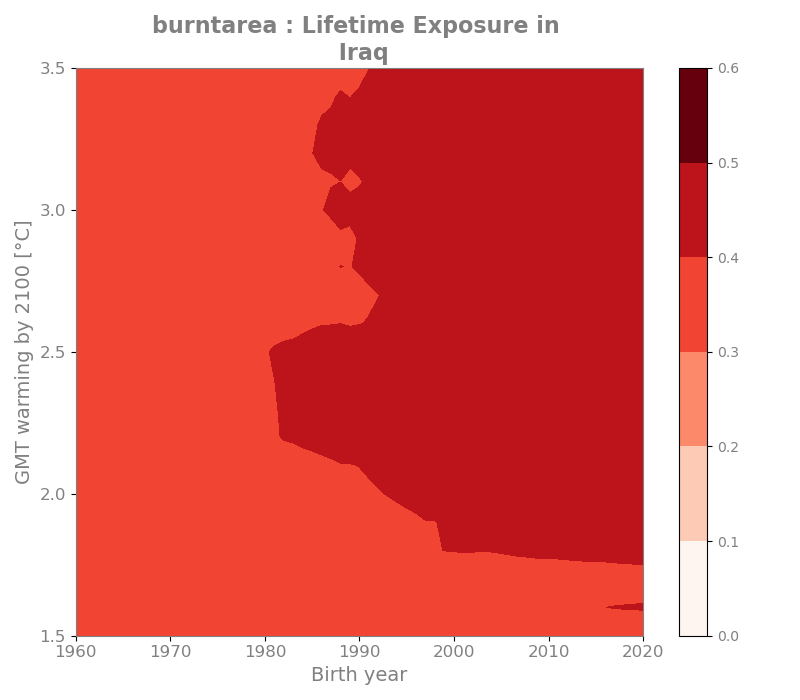 burntarea : Lifetime Exposure in
Iraq
3.5
3.0
2.5
2.0
1.5
GMT warming by 2100 [°C]
1960 1970 1980 1990 2000 2010 2020
Birth year
0.6
0.5
0.4
0.3
0.2
0.1
0.0